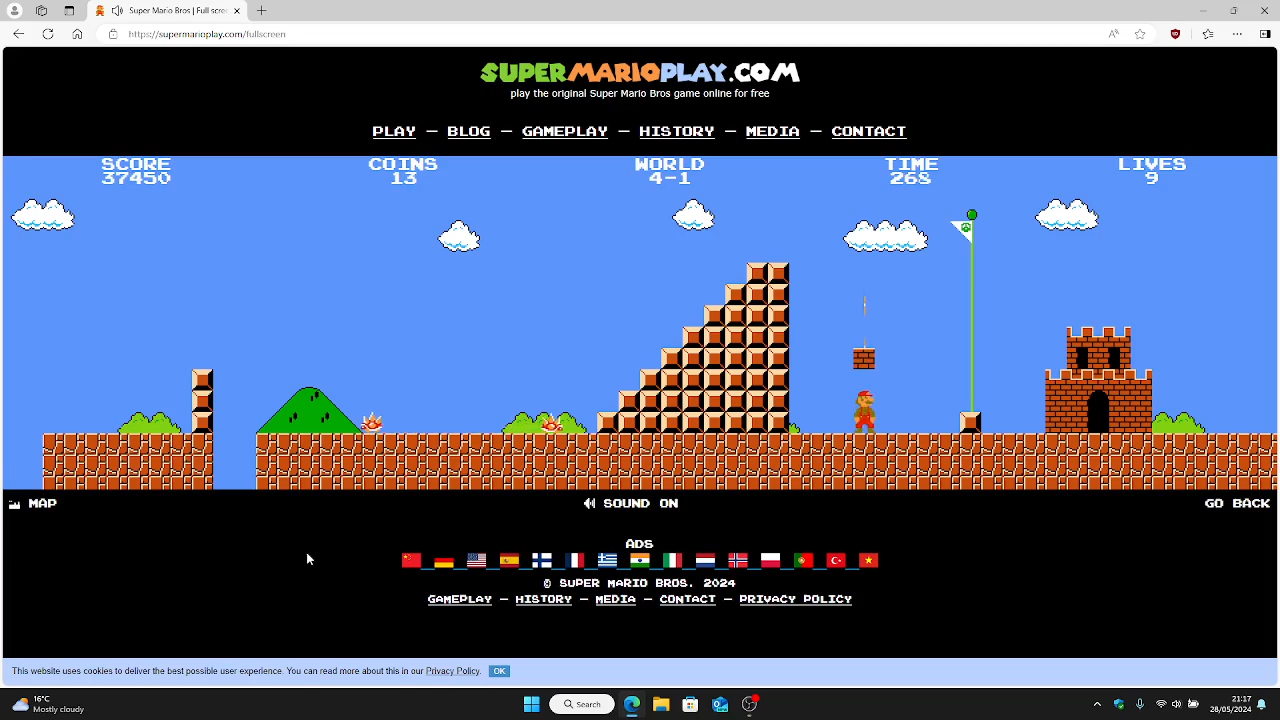 Super Mario Bros | Full scre
https://supermarioplay.com/fullscreen
SUPERMARIOPLAY.COM
play the original Super Mario Bros game online for free
PLAY — BLOG — GAMEPLAY — HISTORY — MEDIA — CONTACT
SCORE COINS WORLD TIME LIVES
37450 13 4-1 268 9
MAP SOUND ON GO BACK
ADS
© SUPER MARIO BROS. 2024
GAMEPLAY — HISTORY — MEDIA — CONTACT — PRIVACY POLICY
This website uses cookies to deliver the best possible user experience. You can read more about this in our Privacy Policy. OK
16°C
Mostly cloudy
Search
21:17
28/05/2024